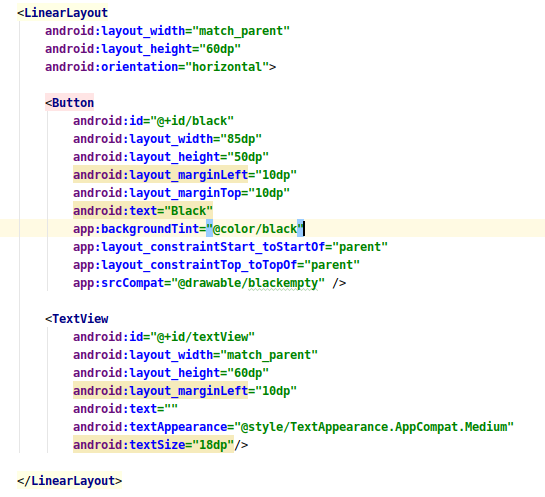 <LinearLayout
android:layout_width="match_parent"
android:layout_height="60dp"
android:orientation="horizontal">
<Button
android:id="@+id/black"
android:layout_width="85dp"
android:layout_height="50dp"
android:layout_marginLeft="10dp"
android:layout_marginTop="10dp"
android:text="Black"
app:backgroundTint="@color/black"
app:layout_constraintStart_toStartOf="parent"
app:layout_constraintTop_toTopOf="parent"
app:srcCompat="@drawable/blackempty" />
<TextView
android:id="@+id/textView"
android:layout_width="match_parent"
android:layout_height="60dp"
android:layout_marginLeft="10dp"
android:text=""
android:textAppearance="@style/TextAppearance.AppCompat.Medium"
android:textSize="18dp"/>
</LinearLayout>